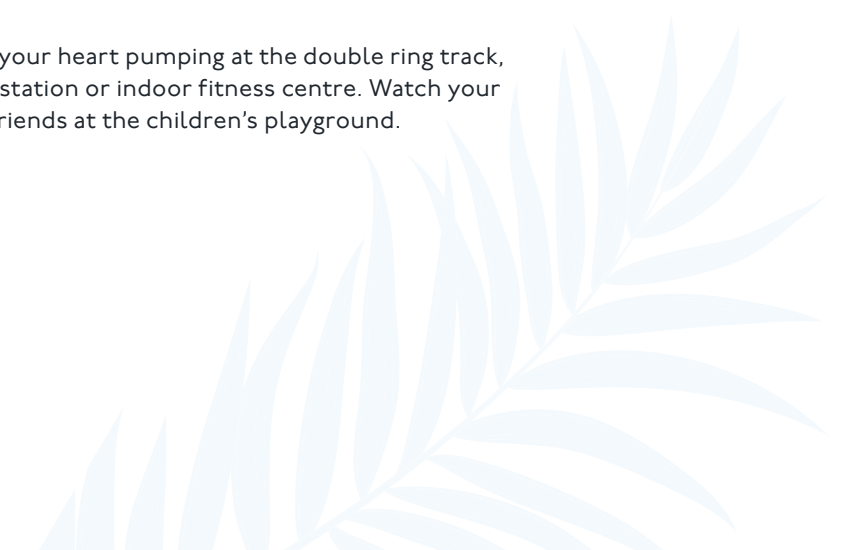 your heart pumping at the double ring track,
station or indoor fitness centre. Watch your
riends at the children’s playground.